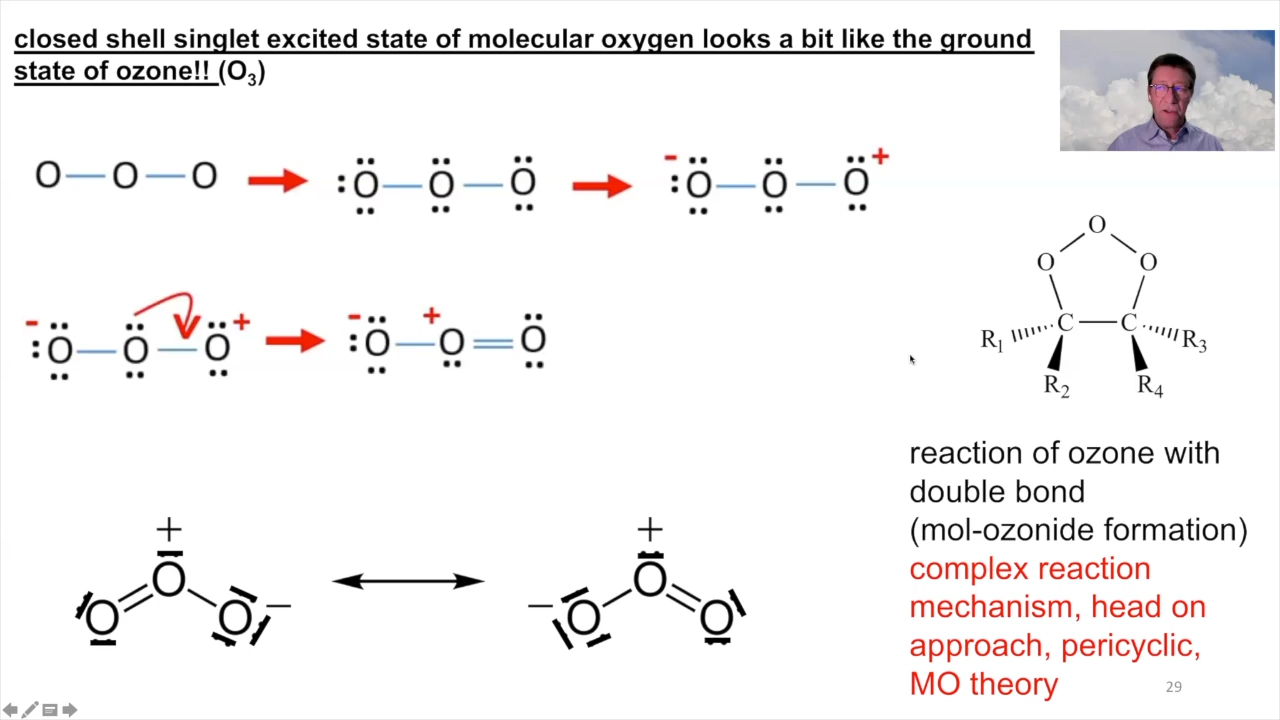 closed shell singlet excited state of molecular oxygen looks a bit like the ground
state of ozone!! (O₃)
O — O — O
:O — O — O
- :O — O — O +
- :O — O — O +
- :O — O = O +
+
O O O -
+
- O O O
O
O O
C C
R₁ R₃
R₂ R₄
reaction of ozone with
double bond
(mol-ozonide formation)
complex reaction
mechanism, head on
approach, pericyclic,
MO theory
29